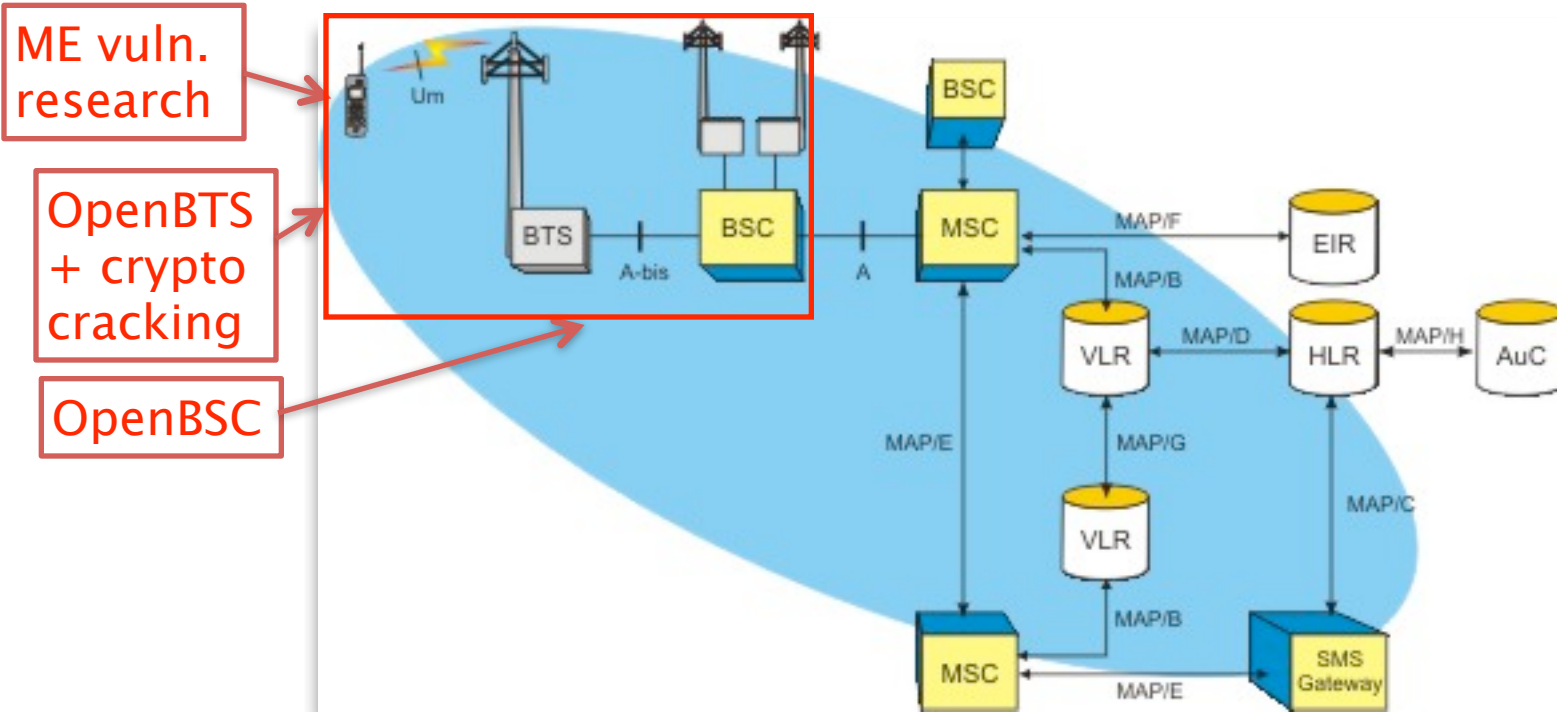 ME vuln.
research
OpenBTS
+ crypto
cracking
OpenBSC
Um
BTS
A-bis
BSC
A
BSC
MSC
MAP/F
EIR
MAP/B
VLR
MAP/D
HLR
MAP/H
AuC
MAP/E
MAP/G
MAP/C
VLR
MAP/B
MSC
MAP/E
SMS
Gateway